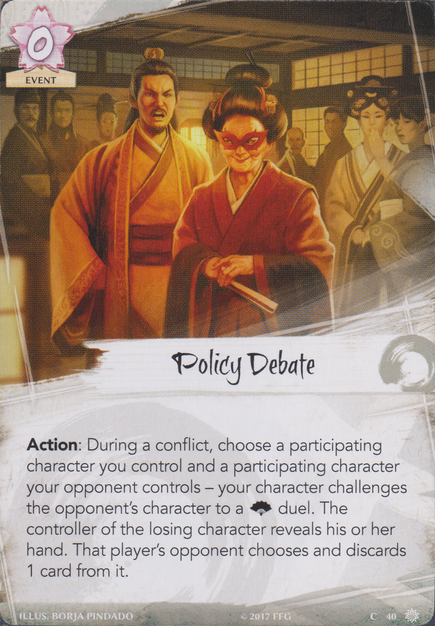 0
EVENT
Policy Debate
Action: During a conflict, choose a participating
character you control and a participating character
your opponent controls – your character challenges
the opponent's character to a duel. The
controller of the losing character reveals his or her
hand. That player's opponent chooses and discards
1 card from it.
ILLUS. BORJA PINDADO © 2017 FFG C 40